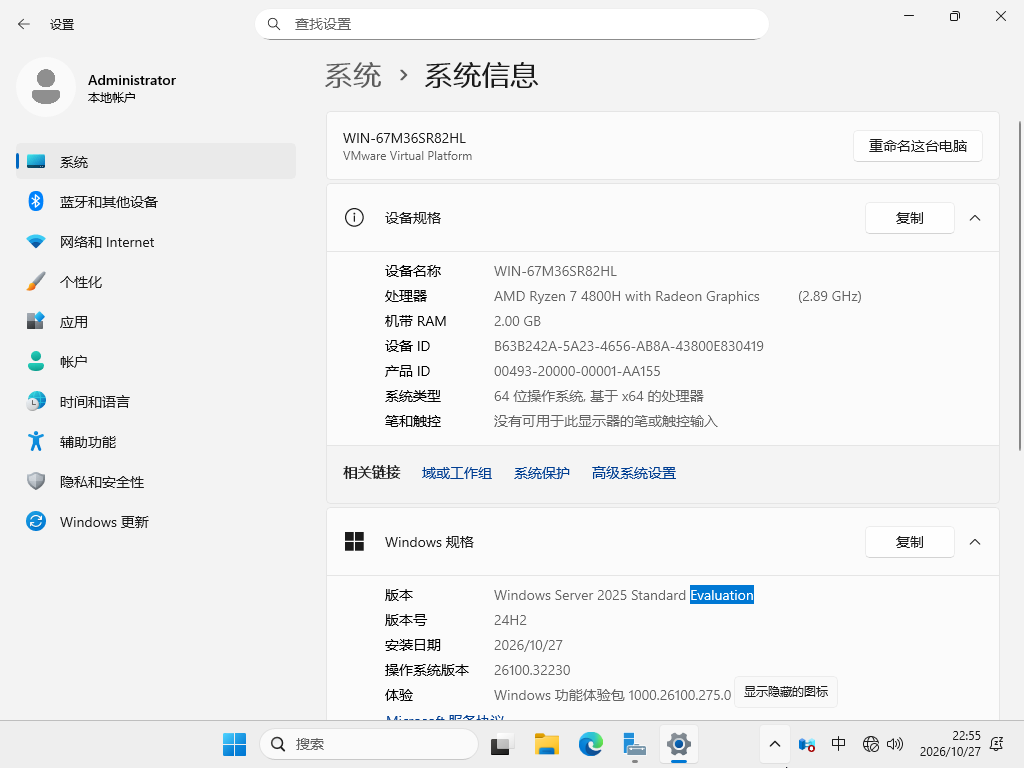 设置
查找设置
Administrator
本地帐户
系统
蓝牙和其他设备
网络和 Internet
个性化
应用
帐户
时间和语言
辅助功能
隐私和安全性
Windows 更新
系统 › 系统信息
WIN-67M36SR82HL
VMware Virtual Platform
重命名这台电脑
设备规格
复制
设备名称 WIN-67M36SR82HL
处理器 AMD Ryzen 7 4800H with Radeon Graphics (2.89 GHz)
机带 RAM 2.00 GB
设备 ID B63B242A-5A23-4656-AB8A-43800E830419
产品 ID 00493-20000-00001-AA155
系统类型 64 位操作系统, 基于 x64 的处理器
笔和触控 没有可用于此显示器的笔或触控输入
相关链接 域或工作组 系统保护 高级系统设置
Windows 规格
复制
版本 Windows Server 2025 Standard Evaluation
版本号 24H2
安装日期 2026/10/27
操作系统版本 26100.32230
体验 Windows 功能体验包 1000.26100.275.0
显示隐藏的图标
Microsoft 服务协议
搜索
中
22:55
2026/10/27